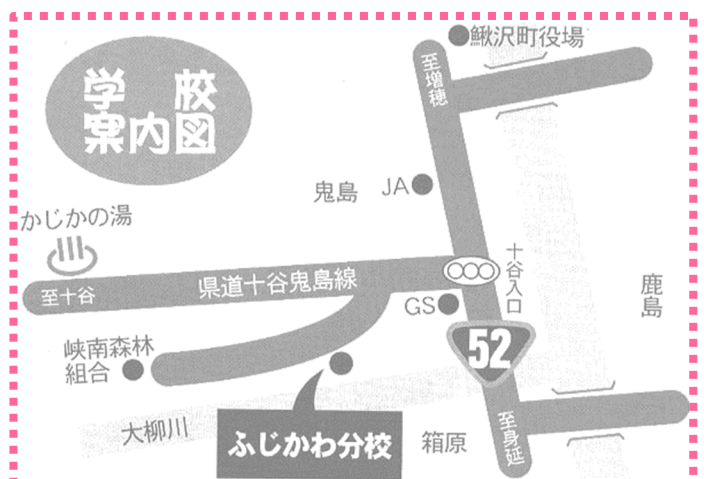 学校
案内図
鰍沢町役場
至増穂
鬼島
JA
かじかの湯
至十谷
県道十谷鬼島線
十谷入口
鹿島
GS
峡南森林
組合
52
大柳川
ふじかわ分校
箱原
至身延